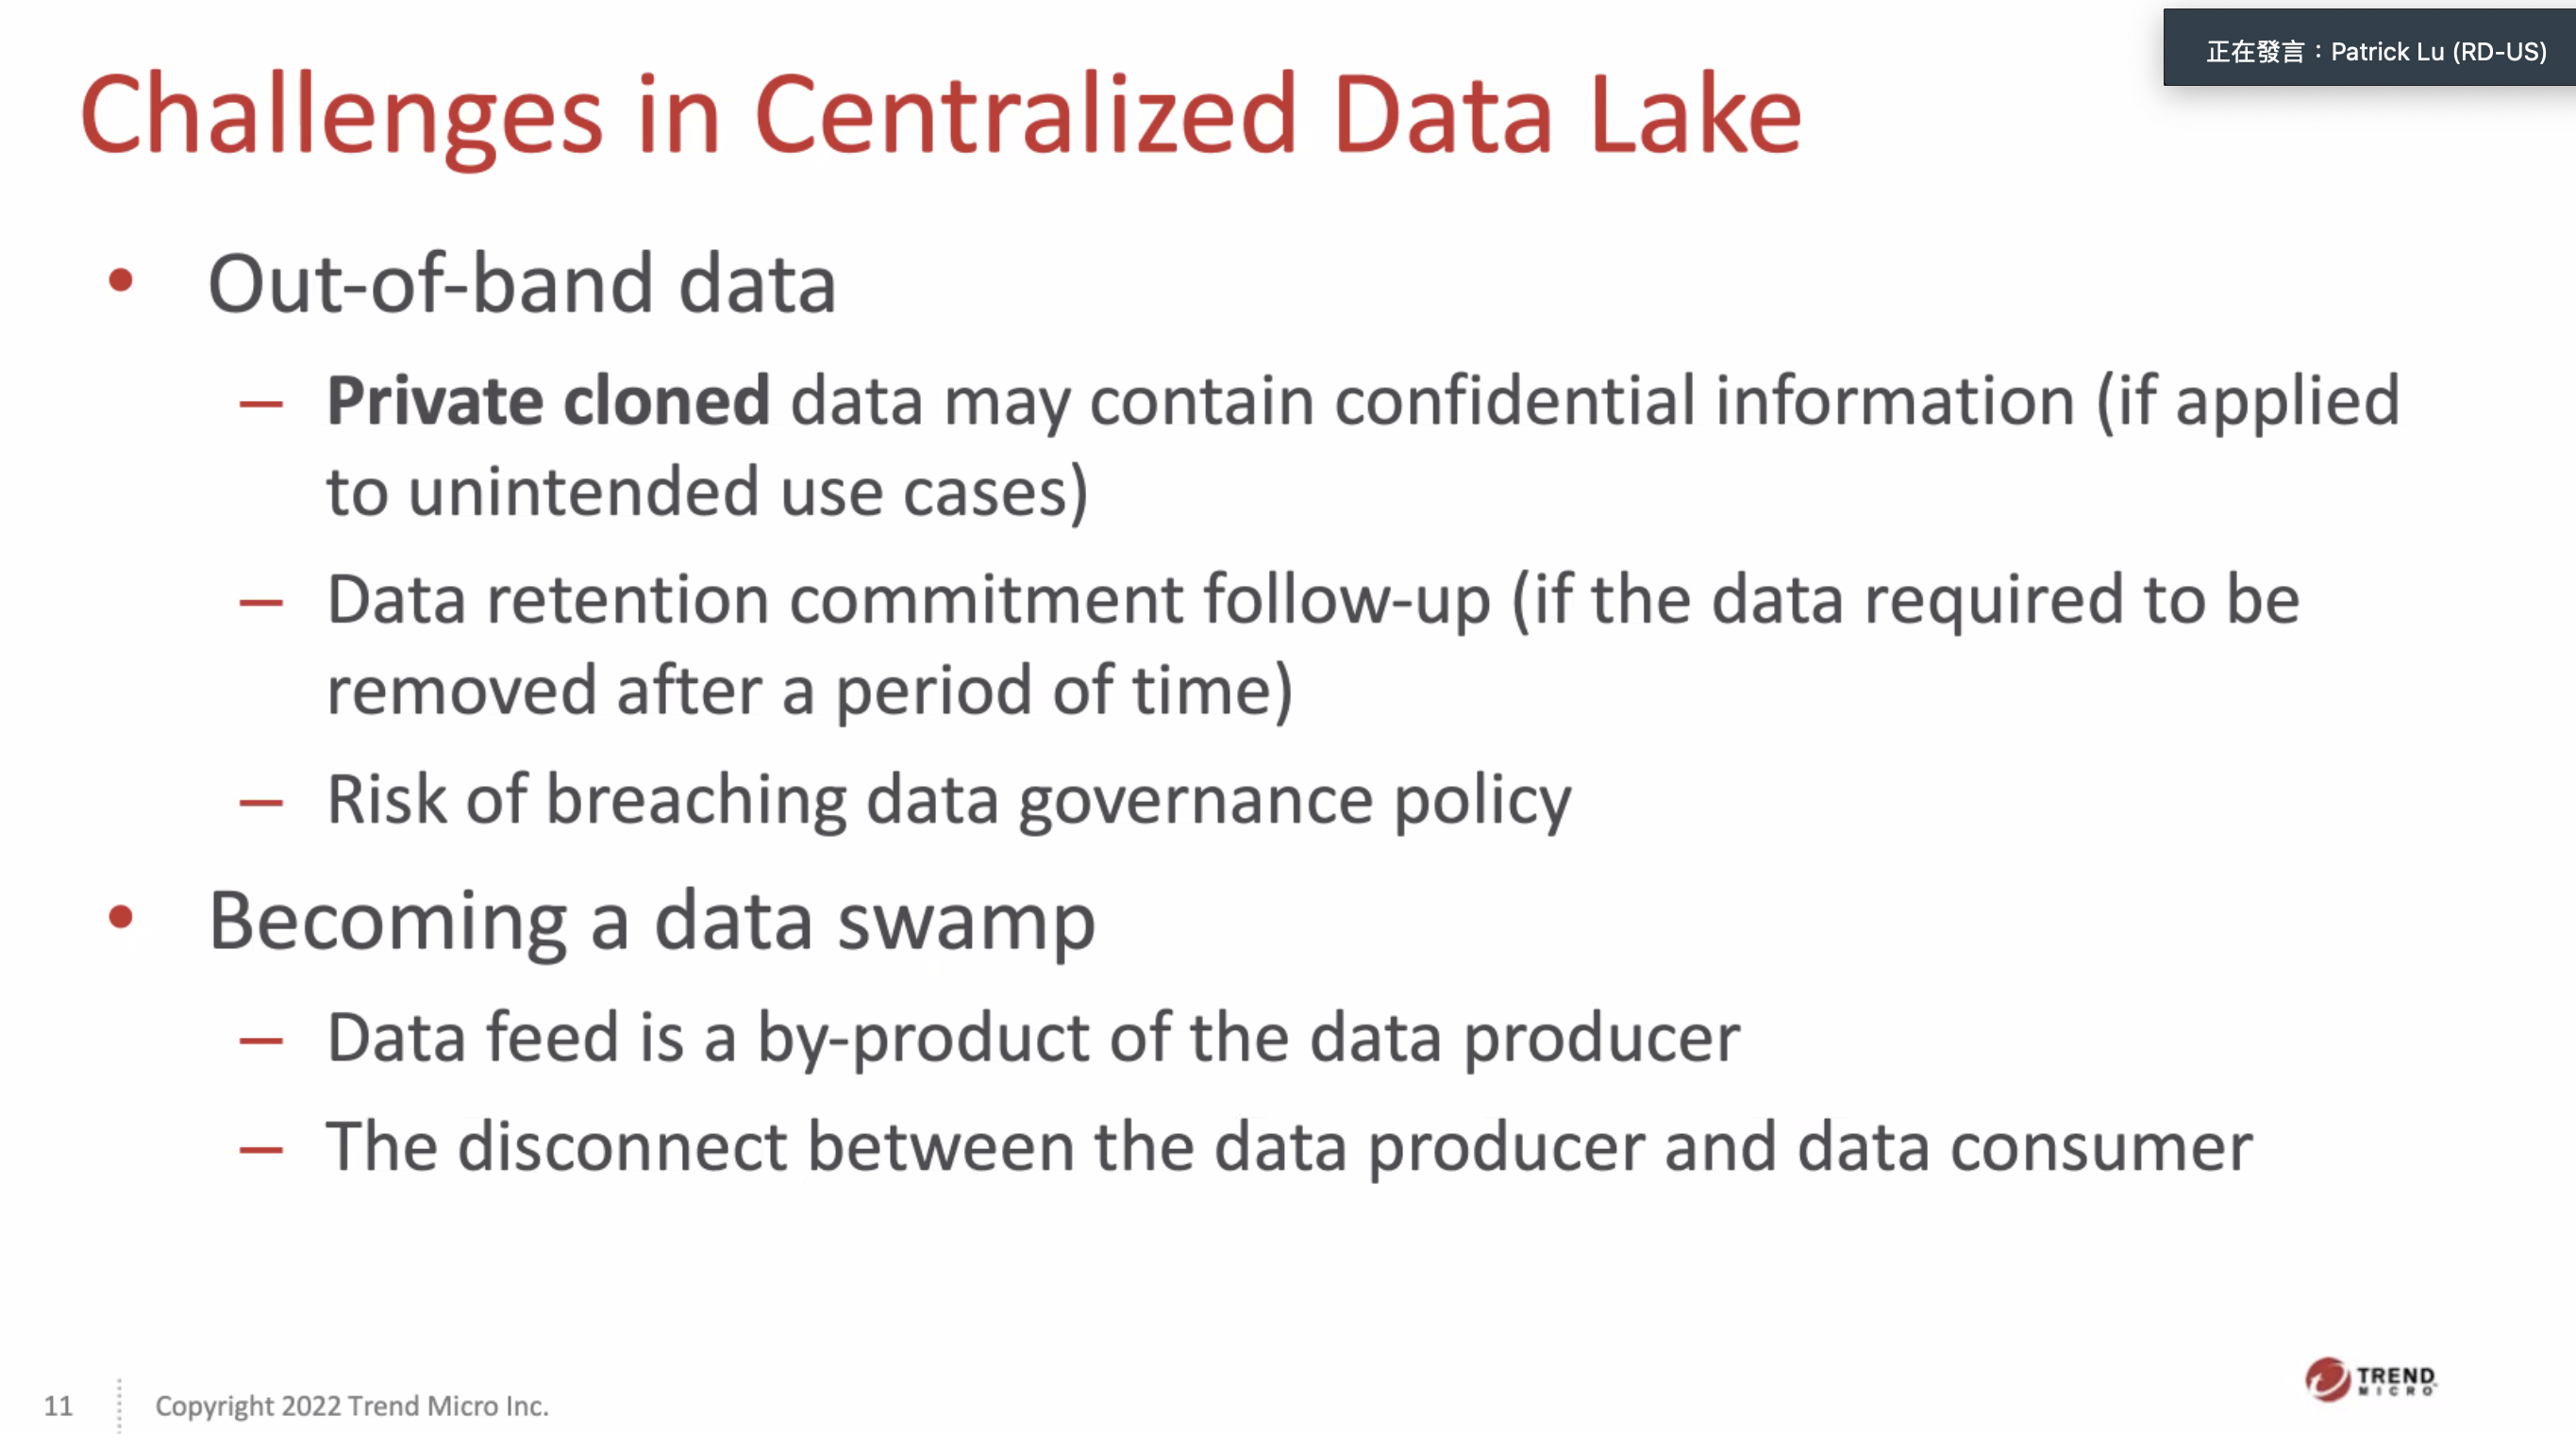 正在發言：Patrick Lu (RD-US)
Challenges in Centralized Data Lake
• Out-of-band data
– Private cloned data may contain confidential information (if applied
to unintended use cases)
– Data retention commitment follow-up (if the data required to be
removed after a period of time)
– Risk of breaching data governance policy
• Becoming a data swamp
– Data feed is a by-product of the data producer
– The disconnect between the data producer and data consumer
11
Copyright 2022 Trend Micro Inc.
TREND
MICRO